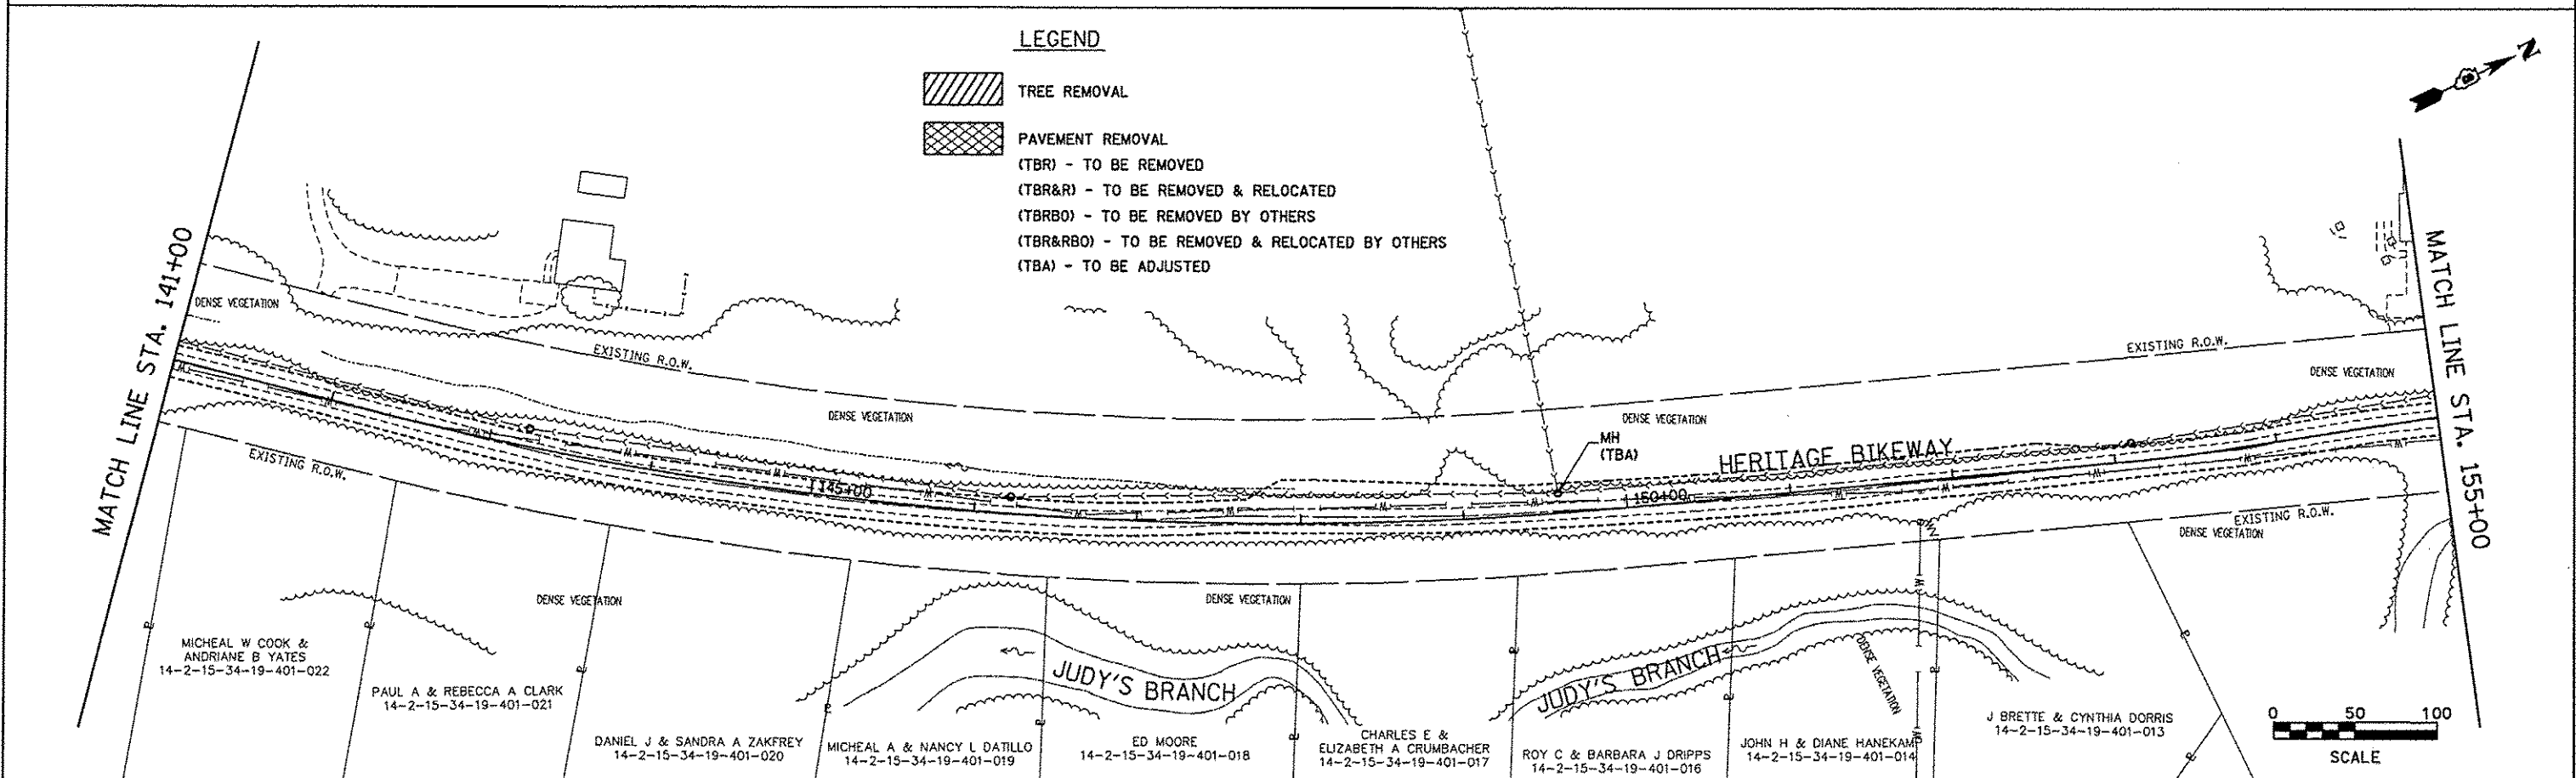 LEGEND
TREE REMOVAL
PAVEMENT REMOVAL
(TBR) - TO BE REMOVED
(TBR&R) - TO BE REMOVED & RELOCATED
(TBRBO) - TO BE REMOVED BY OTHERS
(TBR&RBO) - TO BE REMOVED & RELOCATED BY OTHERS
(TBA) - TO BE ADJUSTED
N
MATCH LINE STA. 141+00
MATCH LINE STA. 155+00
DENSE VEGETATION
EXISTING R.O.W.
DENSE VEGETATION
DENSE VEGETATION
EXISTING R.O.W.
DENSE VEGETATION
MH
(TBA)
HERITAGE BIKEWAY
145+00
150+00
EXISTING R.O.W.
EXISTING R.O.W.
DENSE VEGETATION
DENSE VEGETATION
DENSE VEGETATION
DENSE VEGETATION
JUDY'S BRANCH
JUDY'S BRANCH
MICHEAL W COOK &
ANDRIANE B YATES
14-2-15-34-19-401-022
PAUL A & REBECCA A CLARK
14-2-15-34-19-401-021
DANIEL J & SANDRA A ZAKFREY
14-2-15-34-19-401-020
MICHEAL A & NANCY L DATILLO
14-2-15-34-19-401-019
ED MOORE
14-2-15-34-19-401-018
CHARLES E &
ELIZABETH A CRUMBACHER
14-2-15-34-19-401-017
ROY C & BARBARA J DRIPPS
14-2-15-34-19-401-016
JOHN H & DIANE HANEKAM
14-2-15-34-19-401-014
J BRETTE & CYNTHIA DORRIS
14-2-15-34-19-401-013
0 50 100
SCALE